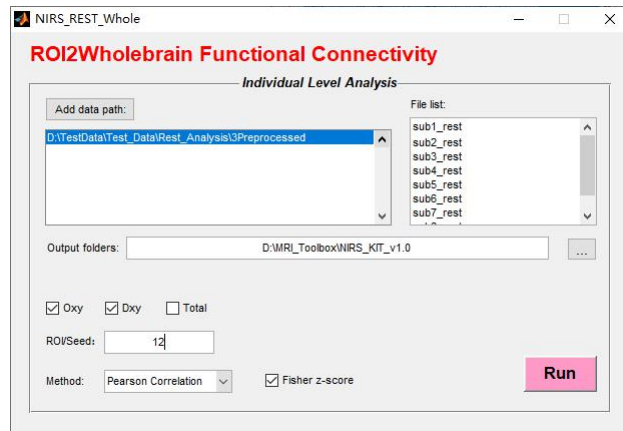 NIRS_REST_Whole
ROI2Wholebrain Functional Connectivity
Individual Level Analysis
Add data path:
File list:
D:\TestData\Test_Data\Rest_Analysis\3Preprocessed
sub1_rest
sub2_rest
sub3_rest
sub4_rest
sub5_rest
sub6_rest
sub7_rest
Output folders: D:\MRI_Toolbox\NIRS_KIT_v1.0 ...
Oxy Dxy Total
ROI/Seed: 12
Method: Pearson Correlation Fisher z-score
Run